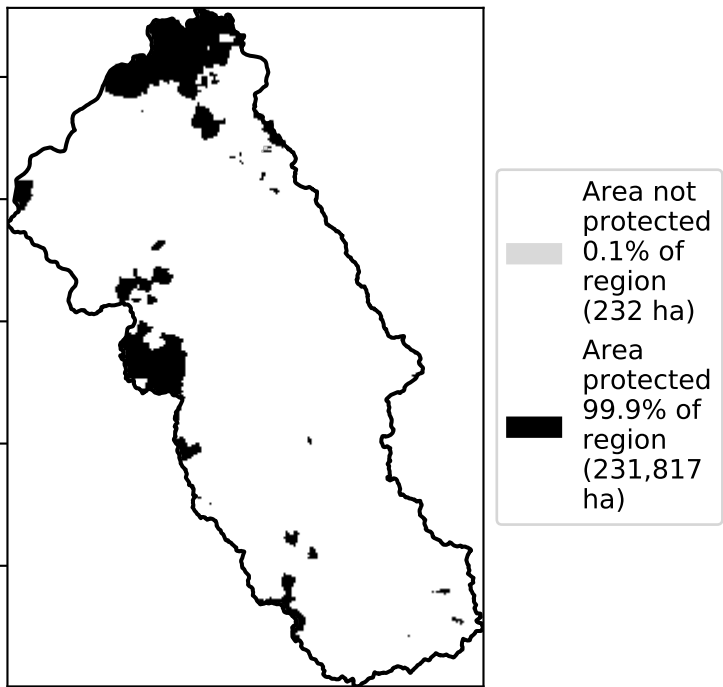 Area not
protected
0.1% of
region
(232 ha)
Area
protected
99.9% of
region
(231,817
ha)